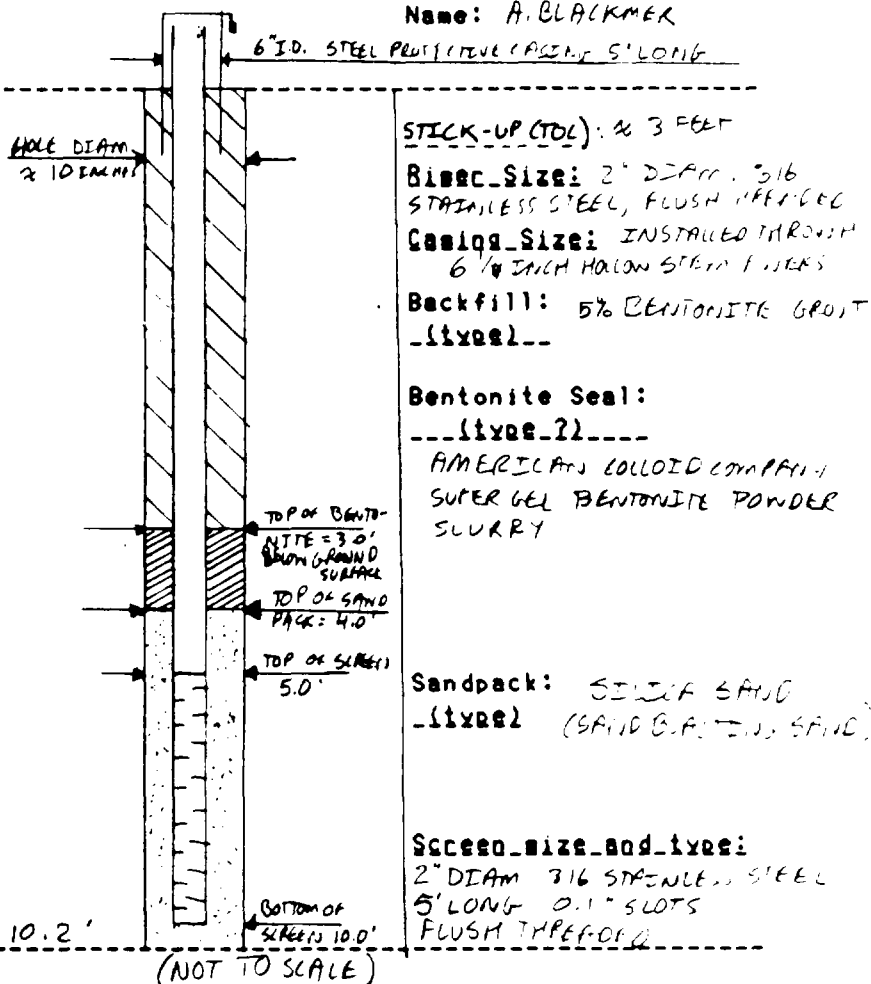 Name: A. BLACKMER
6" I.D. STEEL PROTECTIVE CASING 5' LONG
HOLE DIAM
≈ 10 INCHES
STICK-UP (TOC): ≈ 3 FEET
Riser Size: 2" DIAM. 316
STAINLESS STEEL, FLUSH THREADED
Casing Size: INSTALLED THROUGH
6 1/4 INCH HOLLOW STEM AUGERS
Backfill: 5% BENTONITE GROUT
(type)
Bentonite Seal:
(type ?)
AMERICAN COLLOID COMPANY
SUPER GEL BENTONITE POWDER
SLURRY
TOP OF BENTO-
NITE = 3.0'
BELOW GROUND
SURFACE
TOP OF SAND
PACK = 4.0'
TOP OF SCREEN
5.0'
Sandpack: SILICA SAND
(type) (SAND BLASTING SAND)
Screen size and type:
2" DIAM 316 STAINLESS STEEL
5' LONG 0.1" SLOTS
FLUSH THREADED
BOTTOM OF
SCREEN 10.0'
10.2'
(NOT TO SCALE)